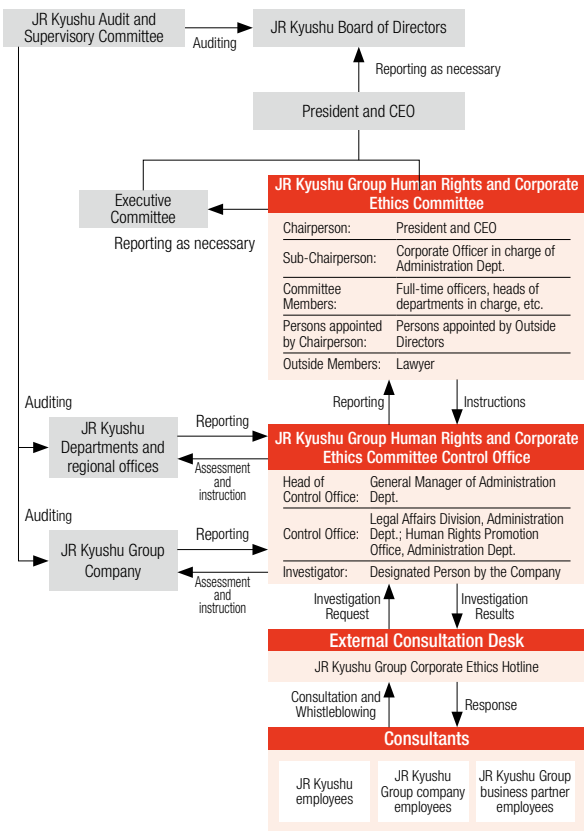 JR Kyushu Audit and
Supervisory Committee
Auditing
JR Kyushu Board of Directors
Reporting as necessary
President and CEO
Executive
Committee
Reporting as necessary
JR Kyushu Group Human Rights and Corporate
Ethics Committee
Chairperson: President and CEO
Sub-Chairperson: Corporate Officer in charge of
Administration Dept.
Committee Full-time officers, heads of
Members: departments in charge, etc.
Persons appointed Persons appointed by Outside
by Chairperson: Directors
Outside Members: Lawyer
Reporting
Instructions
Auditing
JR Kyushu
Departments and
regional offices
Reporting
Assessment
and
instruction
JR Kyushu Group Human Rights and Corporate
Ethics Committee Control Office
Head of General Manager of Administration
Control Office: Dept.
Control Office: Legal Affairs Division, Administration
Dept.; Human Rights Promotion
Office, Administration Dept.
Investigator: Designated Person by the Company
Auditing
JR Kyushu Group
Company
Reporting
Assessment
and
instruction
Investigation
Request
Investigation
Results
External Consultation Desk
JR Kyushu Group Corporate Ethics Hotline
Consultation and
Whistleblowing
Response
Consultants
JR Kyushu
employees
JR Kyushu
Group company
employees
JR Kyushu Group
business partner
employees